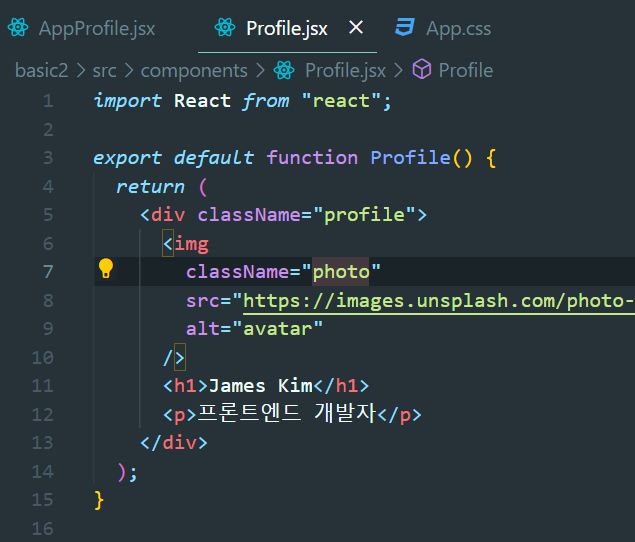 AppProfile.jsx Profile.jsx × App.css
basic2 > src > components > Profile.jsx > Profile
1 import React from "react";
2
3 export default function Profile() {
4 return (
5 <div className="profile">
6 <img
7 className="photo"
8 src="https://images.unsplash.com/photo-
9 alt="avatar"
10 />
11 <h1>James Kim</h1>
12 <p>프론트엔드 개발자</p>
13 </div>
14 );
15 }
16